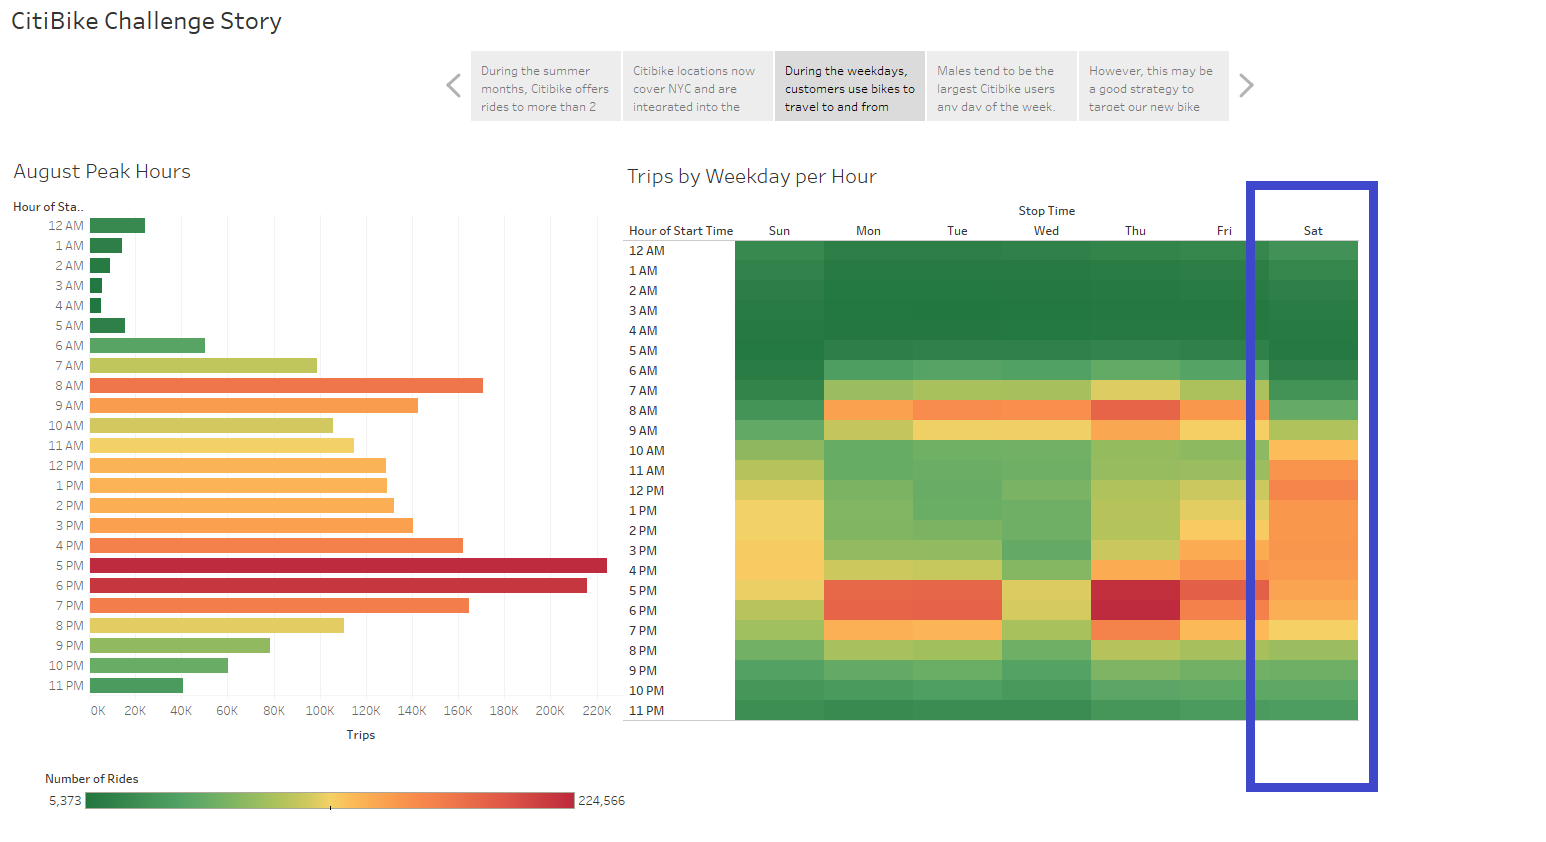 CitiBike Challenge Story
During the summer
months, Citibike offers
rides to more than 2
Citibike locations now
cover NYC and are
integrated into the
During the weekdays,
customers use bikes to
travel to and from
Males tend to be the
largest Citibike users
any day of the week.
However, this may be
a good strategy to
target our new bike
August Peak Hours
Hour of Sta..
12 AM
1 AM
2 AM
3 AM
4 AM
5 AM
6 AM
7 AM
8 AM
9 AM
10 AM
11 AM
12 PM
1 PM
2 PM
3 PM
4 PM
5 PM
6 PM
7 PM
8 PM
9 PM
10 PM
11 PM
0K 20K 40K 60K 80K 100K 120K 140K 160K 180K 200K 220K
Trips
Trips by Weekday per Hour
Stop Time
Hour of Start Time Sun Mon Tue Wed Thu Fri Sat
12 AM
1 AM
2 AM
3 AM
4 AM
5 AM
6 AM
7 AM
8 AM
9 AM
10 AM
11 AM
12 PM
1 PM
2 PM
3 PM
4 PM
5 PM
6 PM
7 PM
8 PM
9 PM
10 PM
11 PM
Number of Rides
5,373 224,566